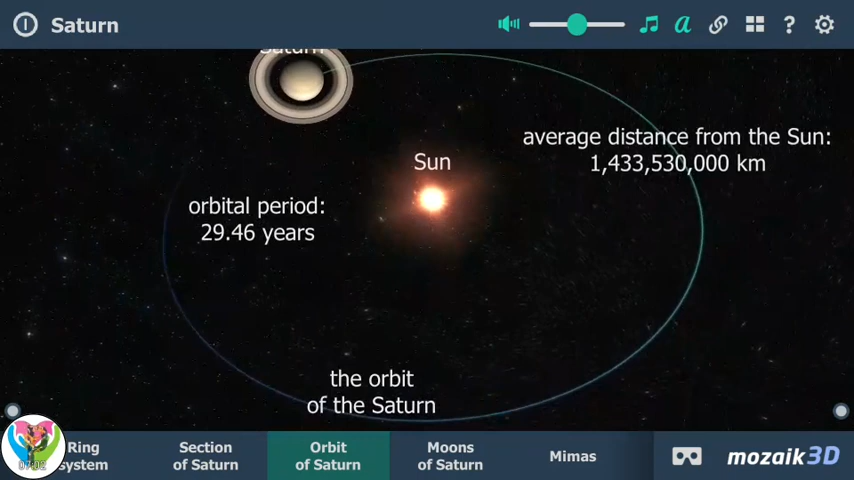 Saturn
a
?
Saturn
Sun
average distance from the Sun:
1,433,530,000 km
orbital period:
29.46 years
the orbit
of the Saturn
Ring
system
Section
of Saturn
Orbit
of Saturn
Moons
of Saturn
Mimas
mozaik3D